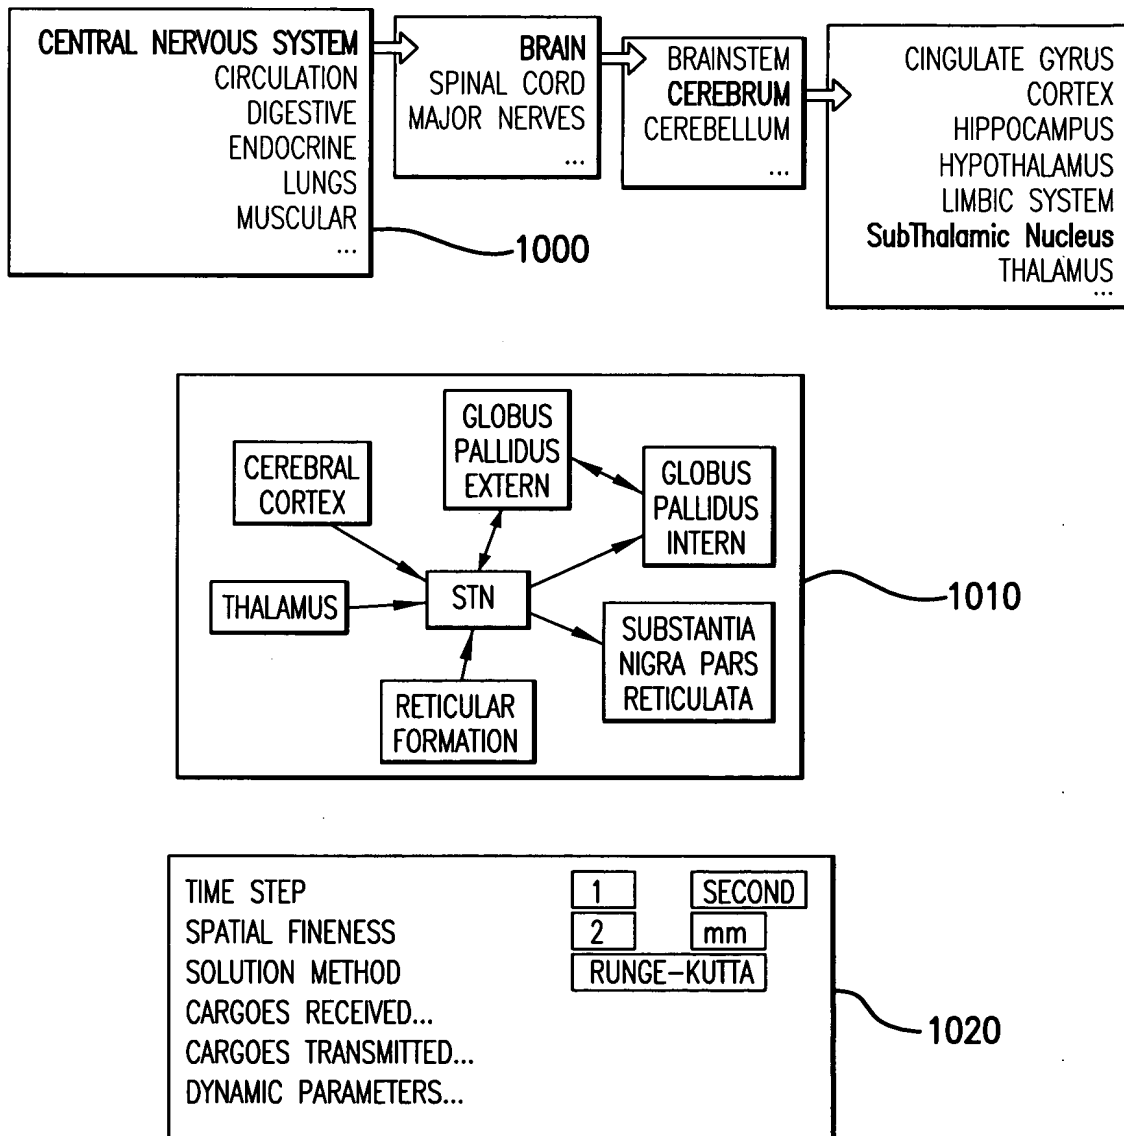 CENTRAL NERVOUS SYSTEM
CIRCULATION
DIGESTIVE
ENDOCRINE
LUNGS
MUSCULAR
...
BRAIN
SPINAL CORD
MAJOR NERVES
...
BRAINSTEM
CEREBRUM
CEREBELLUM
...
CINGULATE GYRUS
CORTEX
HIPPOCAMPUS
HYPOTHALAMUS
LIMBIC SYSTEM
SubThalamic Nucleus
THALAMUS
...
1000
CEREBRAL
CORTEX
GLOBUS
PALLIDUS
EXTERN
GLOBUS
PALLIDUS
INTERN
THALAMUS
STN
SUBSTANTIA
NIGRA PARS
RETICULATA
RETICULAR
FORMATION
1010
TIME STEP 1 SECOND
SPATIAL FINENESS 2 mm
SOLUTION METHOD RUNGE-KUTTA
CARGOES RECEIVED...
CARGOES TRANSMITTED...
DYNAMIC PARAMETERS...
1020